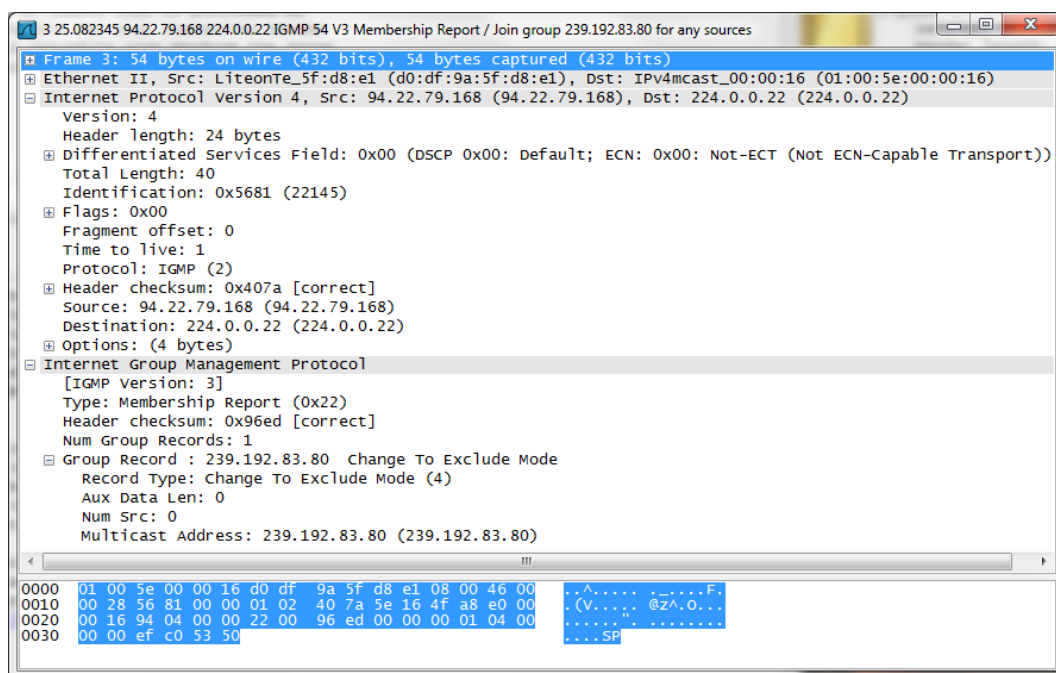 3 25.082345 94.22.79.168 224.0.0.22 IGMP 54 V3 Membership Report / Join group 239.192.83.80 for any sources
Frame 3: 54 bytes on wire (432 bits), 54 bytes captured (432 bits)
Ethernet II, Src: LiteonTe_5f:d8:e1 (d0:df:9a:5f:d8:e1), Dst: IPv4mcast_00:00:16 (01:00:5e:00:00:16)
Internet Protocol Version 4, Src: 94.22.79.168 (94.22.79.168), Dst: 224.0.0.22 (224.0.0.22)
Version: 4
Header length: 24 bytes
Differentiated Services Field: 0x00 (DSCP 0x00: Default; ECN: 0x00: Not-ECT (Not ECN-Capable Transport))
Total Length: 40
Identification: 0x5681 (22145)
Flags: 0x00
Fragment offset: 0
Time to live: 1
Protocol: IGMP (2)
Header checksum: 0x407a [correct]
Source: 94.22.79.168 (94.22.79.168)
Destination: 224.0.0.22 (224.0.0.22)
Options: (4 bytes)
Internet Group Management Protocol
[IGMP Version: 3]
Type: Membership Report (0x22)
Header checksum: 0x96ed [correct]
Num Group Records: 1
Group Record : 239.192.83.80  Change To Exclude Mode
Record Type: Change To Exclude Mode (4)
Aux Data Len: 0
Num Src: 0
Multicast Address: 239.192.83.80 (239.192.83.80)
0000 01 00 5e 00 00 16 d0 df 9a 5f d8 e1 08 00 46 00 ..^..... ._....F.
0010 00 28 56 81 00 00 01 02 40 7a 5e 16 4f a8 e0 00 .(V..... @z^.O...
0020 00 16 94 04 00 00 22 00 96 ed 00 00 00 01 04 00 ......". ........
0030 00 00 ef c0 53 50 ....SP